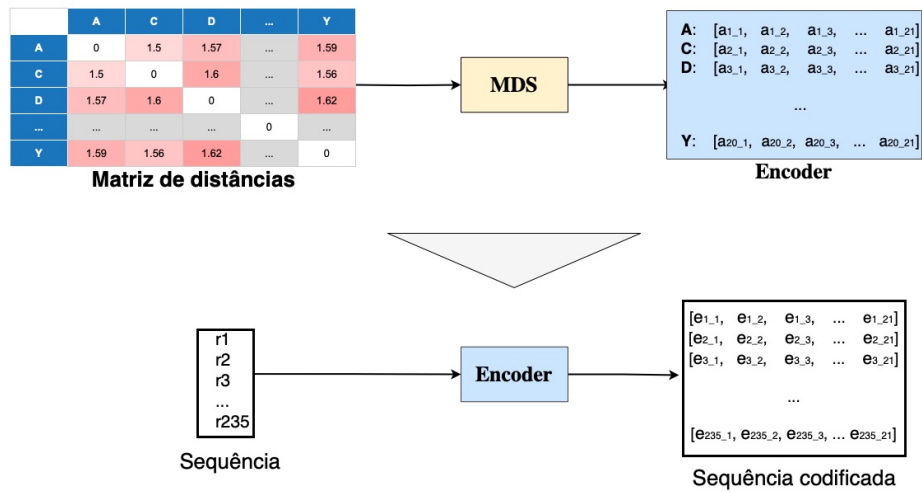 A C D ... Y
A 0 1.5 1.57 ... 1.59
C 1.5 0 1.6 ... 1.56
D 1.57 1.6 0 ... 1.62
... ... ... ... 0 ...
Y 1.59 1.56 1.62 ... 0
Matriz de distâncias
MDS
A: [a1_1, a1_2, a1_3, ... a1_21]
C: [a2_1, a2_2, a2_3, ... a2_21]
D: [a3_1, a3_2, a3_3, ... a3_21]
...
Y: [a20_1, a20_2, a20_3, ... a20_21]
Encoder
r1
r2
r3
...
r235
Sequência
Encoder
[e1_1, e1_2, e1_3, ... e1_21]
[e2_1, e2_2, e2_3, ... e2_21]
[e3_1, e3_2, e3_3, ... e3_21]
...
[e235_1, e235_2, e235_3, ... e235_21]
Sequência codificada